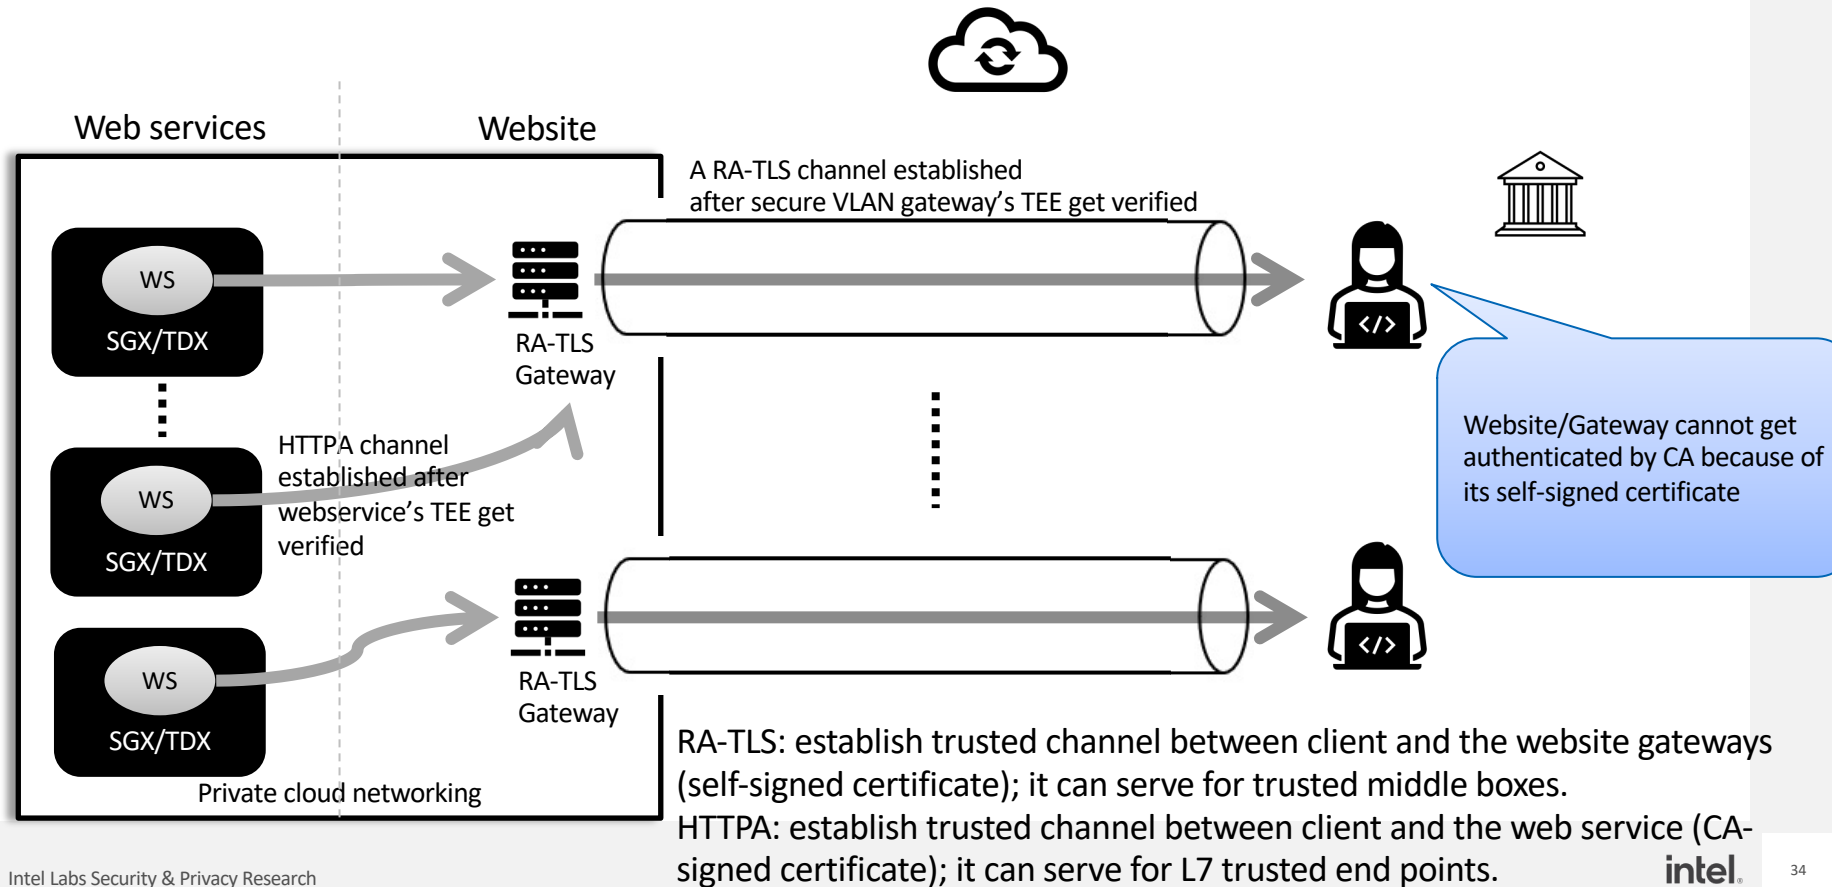 Web services
Website
A RA-TLS channel established
after secure VLAN gateway's TEE get verified
WS
SGX/TDX
RA-TLS
Gateway
</>
HTTPA channel
established after
webservice's TEE get
verified
WS
SGX/TDX
Website/Gateway cannot get
authenticated by CA because of
its self-signed certificate
WS
SGX/TDX
RA-TLS
Gateway
</>
Private cloud networking
RA-TLS: establish trusted channel between client and the website gateways
(self-signed certificate); it can serve for trusted middle boxes.
HTTPA: establish trusted channel between client and the web service (CA-
signed certificate); it can serve for L7 trusted end points.
Intel Labs Security & Privacy Research
intel.
34